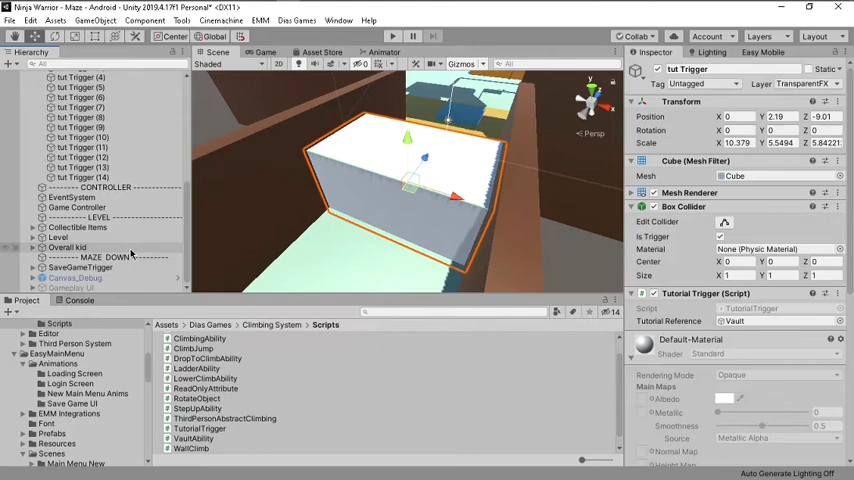 Ninja Warrior - Maze - Android - Unity 2019.4.17f1 Personal* <DX11>
File Edit Assets GameObject Component Tools Cinemachine EMM Dias Games Window Help
Center Global Collab Account Layers Layout
Hierarchy Scene Game Asset Store Animator Inspector Lighting Easy Mobile
All Shaded 2D 0 Gizmos All
tut Trigger (4)
tut Trigger (5)
tut Trigger (6)
tut Trigger (7)
tut Trigger (8)
tut Trigger (9)
tut Trigger (10)
tut Trigger (11)
tut Trigger (12)
tut Trigger (13)
tut Trigger (14)
-------- CONTROLLER --------
EventSystem
Game Controller
-------- LEVEL --------
Collectible Items
Level
Overall kid
-------- MAZE DOWN --------
SaveGameTrigger
Canvas_Debug
Gameplay UI
y
x
Persp
tut Trigger Static
Tag Untagged Layer TransparentFX
Transform
Position X 0 Y 2.19 Z -9.01
Rotation X 0 Y 0 Z 0
Scale X 10.379 Y 5.5494 Z 5.84221
Cube (Mesh Filter)
Mesh Cube
Mesh Renderer
Box Collider
Edit Collider
Is Trigger
Material None (Physic Material)
Center X 0 Y 0 Z 0
Size X 1 Y 1 Z 1
Tutorial Trigger (Script)
Script TutorialTrigger
Tutorial Reference Vault
Default-Material
Shader Standard
Rendering Mode Opaque
Main Maps
Albedo
Metallic 0
Smoothness 0.5
Source Metallic Alpha
Normal Map
Height Map
Project Console
14
Scripts
Editor
Third Person System
EasyMainMenu
Animations
Loading Screen
Login Screen
New Main Menu Anims
Save Game UI
EMM Integrations
Font
Prefabs
Resources
Scenes
Main Menu New
Assets > Dias Games > Climbing System > Scripts
ClimbingAbility
ClimbJump
DropToClimbAbility
LadderAbility
LowerClimbAbility
ReadOnlyAttribute
RotateObject
StepUpAbility
ThirdPersonAbstractClimbing
TutorialTrigger
VaultAbility
WallClimb
Auto Generate Lighting Off